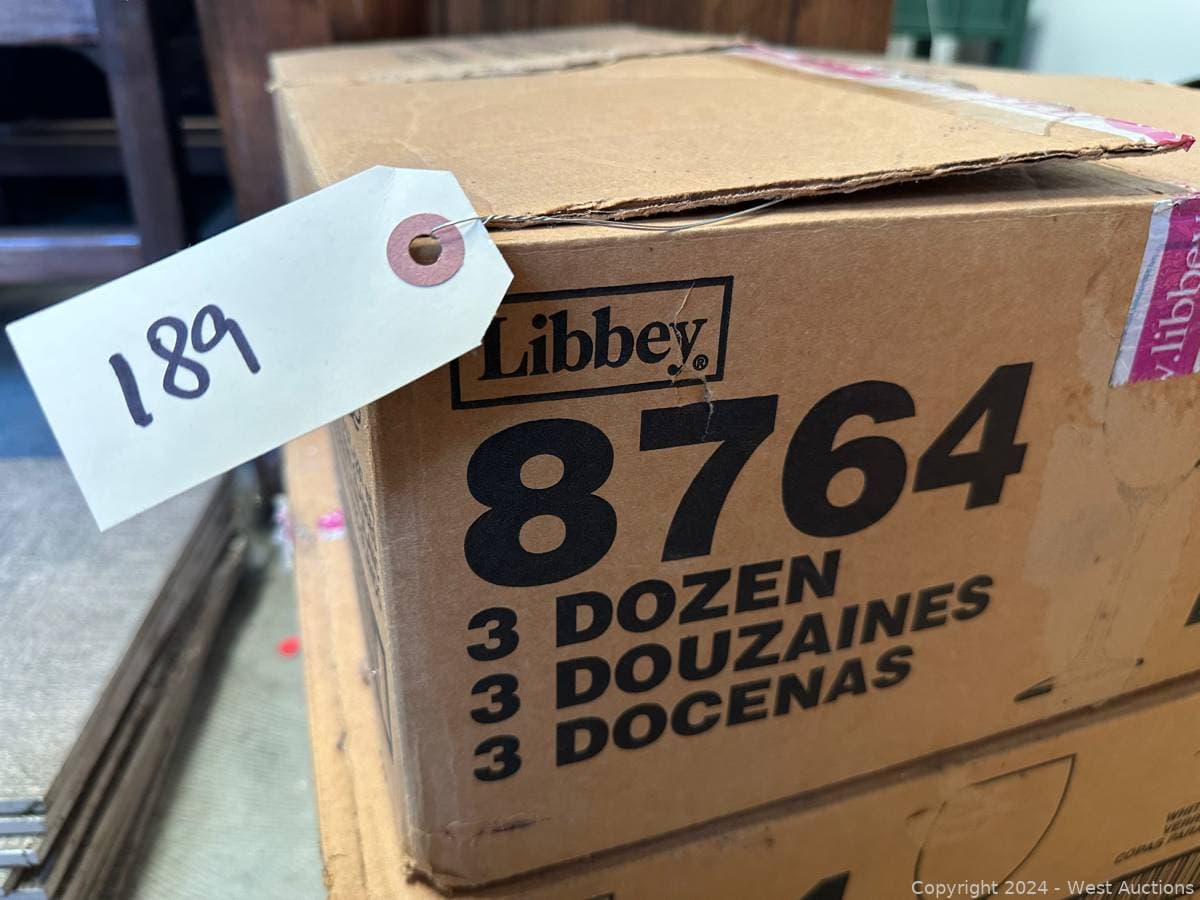 189
Libbey®
8764
3 DOZEN
3 DOUZAINES
3 DOCENAS
Copyright 2024 - West Auctions